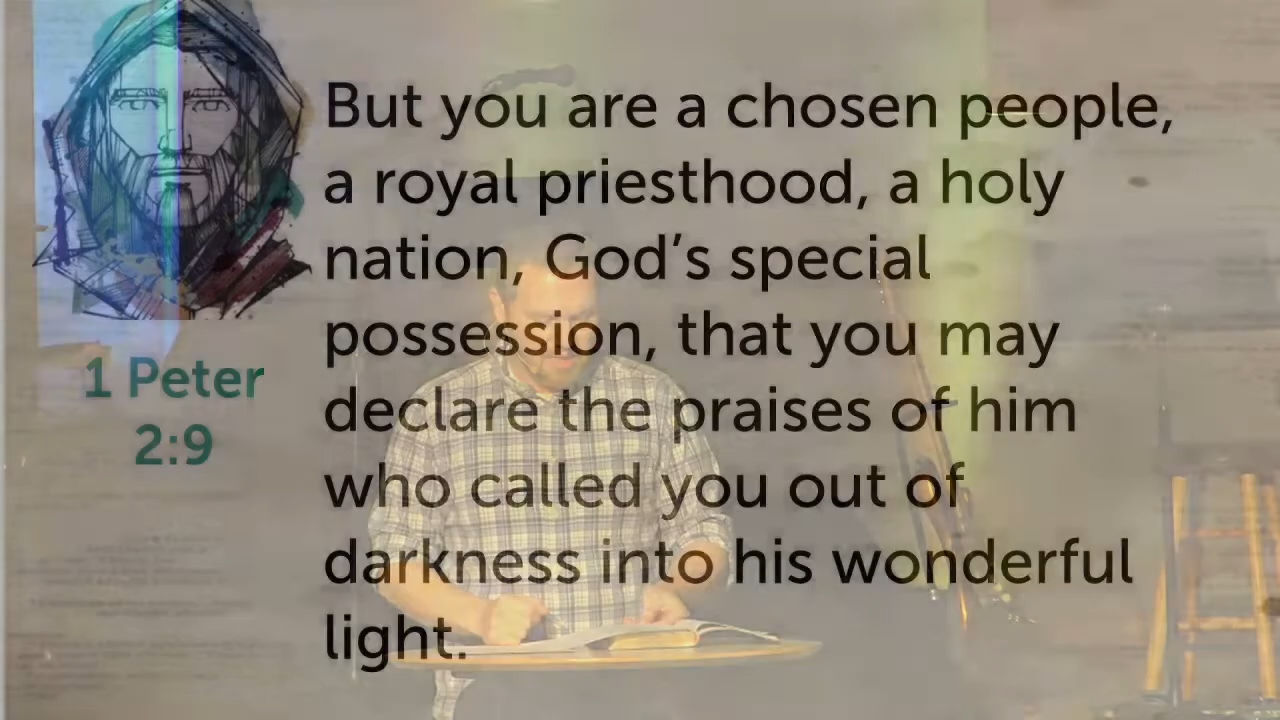 But you are a chosen people,
a royal priesthood, a holy
nation, God’s special
possession, that you may
declare the praises of him
who called you out of
darkness into his wonderful
light.
1 Peter
2:9